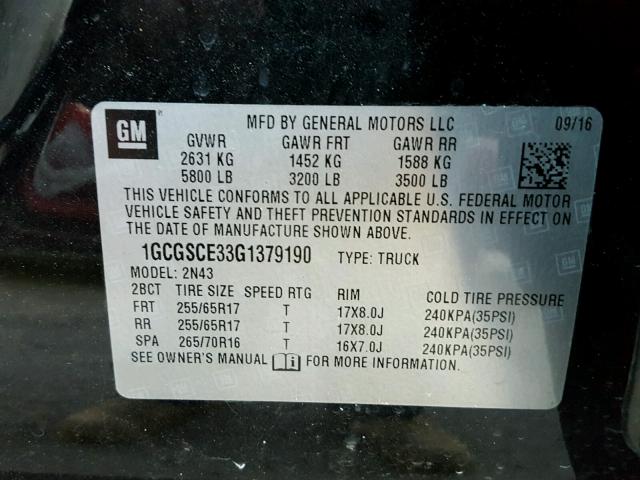 GM MFD BY GENERAL MOTORS LLC 09/16
GVWR GAWR FRT GAWR RR
2631 KG 1452 KG 1588 KG
5800 LB 3200 LB 3500 LB
THIS VEHICLE CONFORMS TO ALL APPLICABLE U.S. FEDERAL MOTOR
VEHICLE SAFETY AND THEFT PREVENTION STANDARDS IN EFFECT ON
THE DATE OF MANUFACTURE SHOWN ABOVE.
1GCGSCE33G1379190 TYPE: TRUCK
MODEL: 2N43
2BCT TIRE SIZE SPEED RTG RIM COLD TIRE PRESSURE
FRT 255/65R17 T 17X8.0J 240KPA(35PSI)
RR 255/65R17 T 17X8.0J 240KPA(35PSI)
SPA 265/70R16 T 16X7.0J 240KPA(35PSI)
SEE OWNER'S MANUAL FOR MORE INFORMATION.